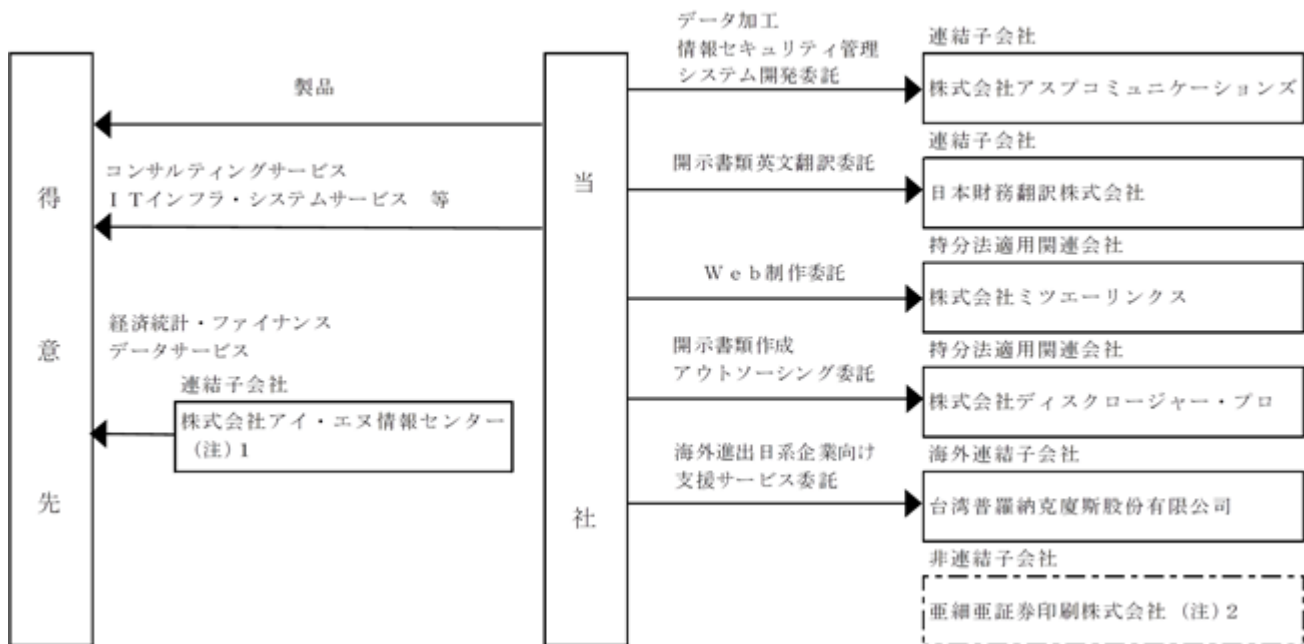 得意先
製品
コンサルティングサービス
ＩＴインフラ・システムサービス　等
経済統計・ファイナンス
データサービス
連結子会社
株式会社アイ・エヌ情報センター
（注）1
当社
データ加工
情報セキュリティ管理
システム開発委託
連結子会社
株式会社アスプコミュニケーションズ
開示書類英文翻訳委託
連結子会社
日本財務翻訳株式会社
Ｗｅｂ制作委託
持分法適用関連会社
株式会社ミツエーリンクス
開示書類作成
アウトソーシング委託
持分法適用関連会社
株式会社ディスクロージャー・プロ
海外進出日系企業向け
支援サービス委託
海外連結子会社
台湾普羅納克廈斯股份有限公司
非連結子会社
亜細亜証券印刷株式会社（注）2